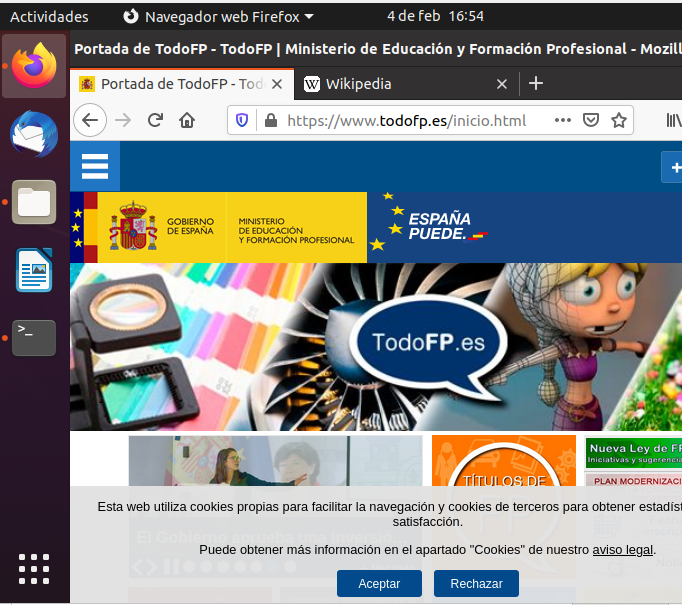 Actividades
Navegador web Firefox
4 de feb 16:54
Portada de TodoFP - TodoFP | Ministerio de Educación y Formación Profesional - Mozill
Portada de TodoFP - Tod
Wikipedia
https://www.todofp.es/inicio.html
GOBIERNO
DE ESPAÑA
MINISTERIO
DE EDUCACIÓN
Y FORMACIÓN PROFESIONAL
ESPAÑA
PUEDE.
TodoFP.es
TÍTULOS DE
Nueva Ley de FP
Iniciativas y sugerencia
PLAN MODERNIZACI
El Gobierno aprueba una inversió...
Esta web utiliza cookies propias para facilitar la navegación y cookies de terceros para obtener estadíst
satisfacción.
Puede obtener más información en el apartado "Cookies" de nuestro aviso legal.
Aceptar
Rechazar